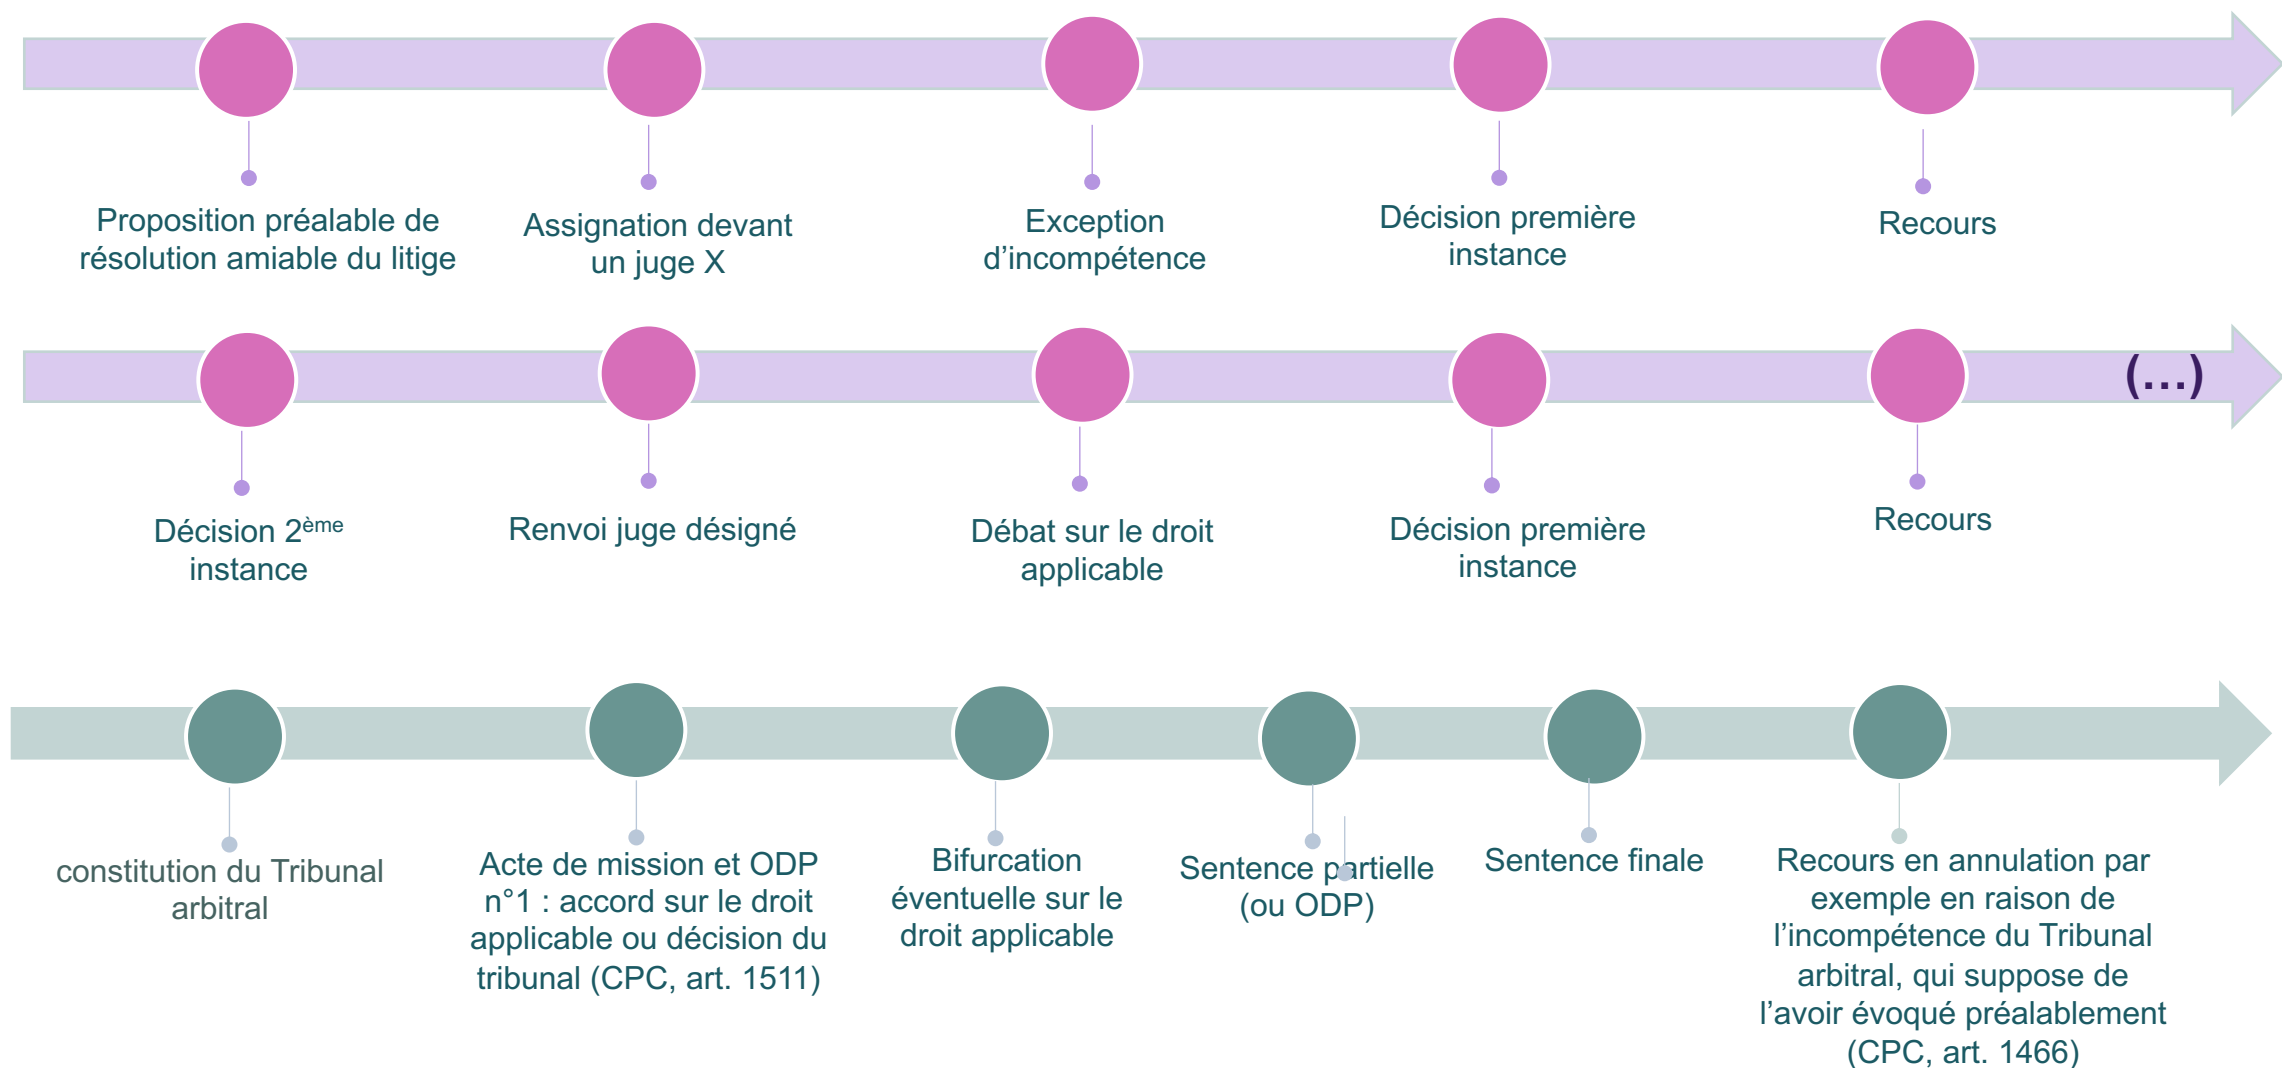 Proposition préalable de
résolution amiable du litige
Assignation devant
un juge X
Exception
d’incompétence
Décision première
instance
Recours
(…)
Décision 2ème
instance
Renvoi juge désigné
Débat sur le droit
applicable
Décision première
instance
Recours
constitution du Tribunal
arbitral
Acte de mission et ODP
n°1 : accord sur le droit
applicable ou décision du
tribunal (CPC, art. 1511)
Bifurcation
éventuelle sur le
droit applicable
Sentence partielle
(ou ODP)
Sentence finale
Recours en annulation par
exemple en raison de
l’incompétence du Tribunal
arbitral, qui suppose de
l’avoir évoqué préalablement
(CPC, art. 1466)